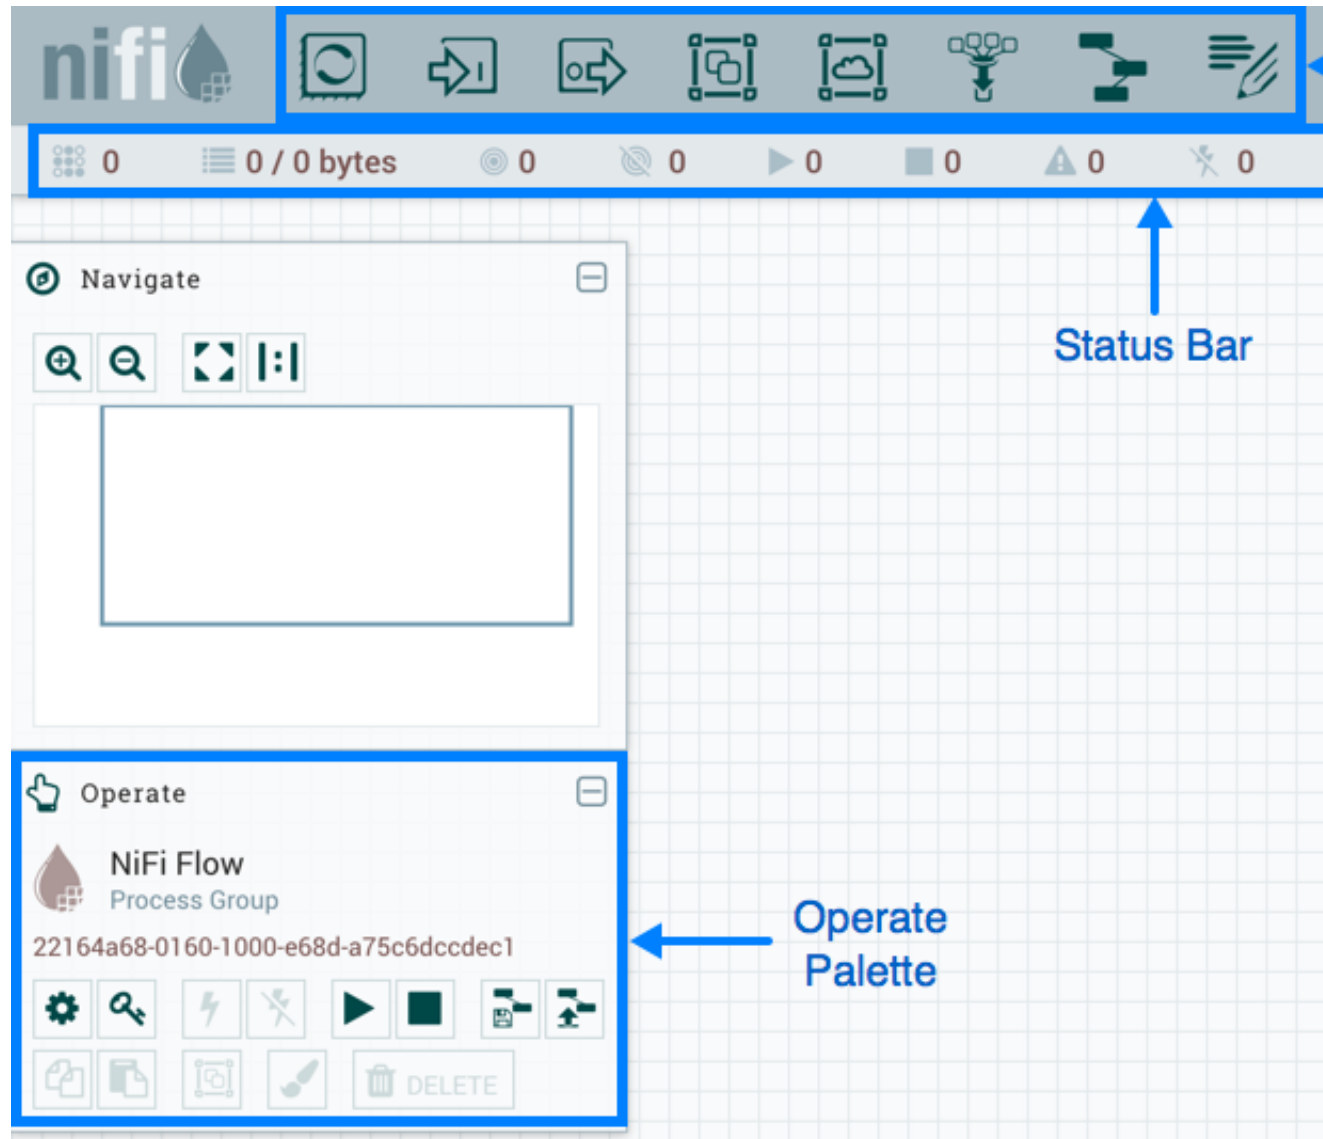 nifi
0 0 / 0 bytes 0 0 0 0 0 0
Navigate
Status Bar
Operate
NiFi Flow
Process Group
22164a68-0160-1000-e68d-a75c6dccdec1
Operate
Palette
DELETE